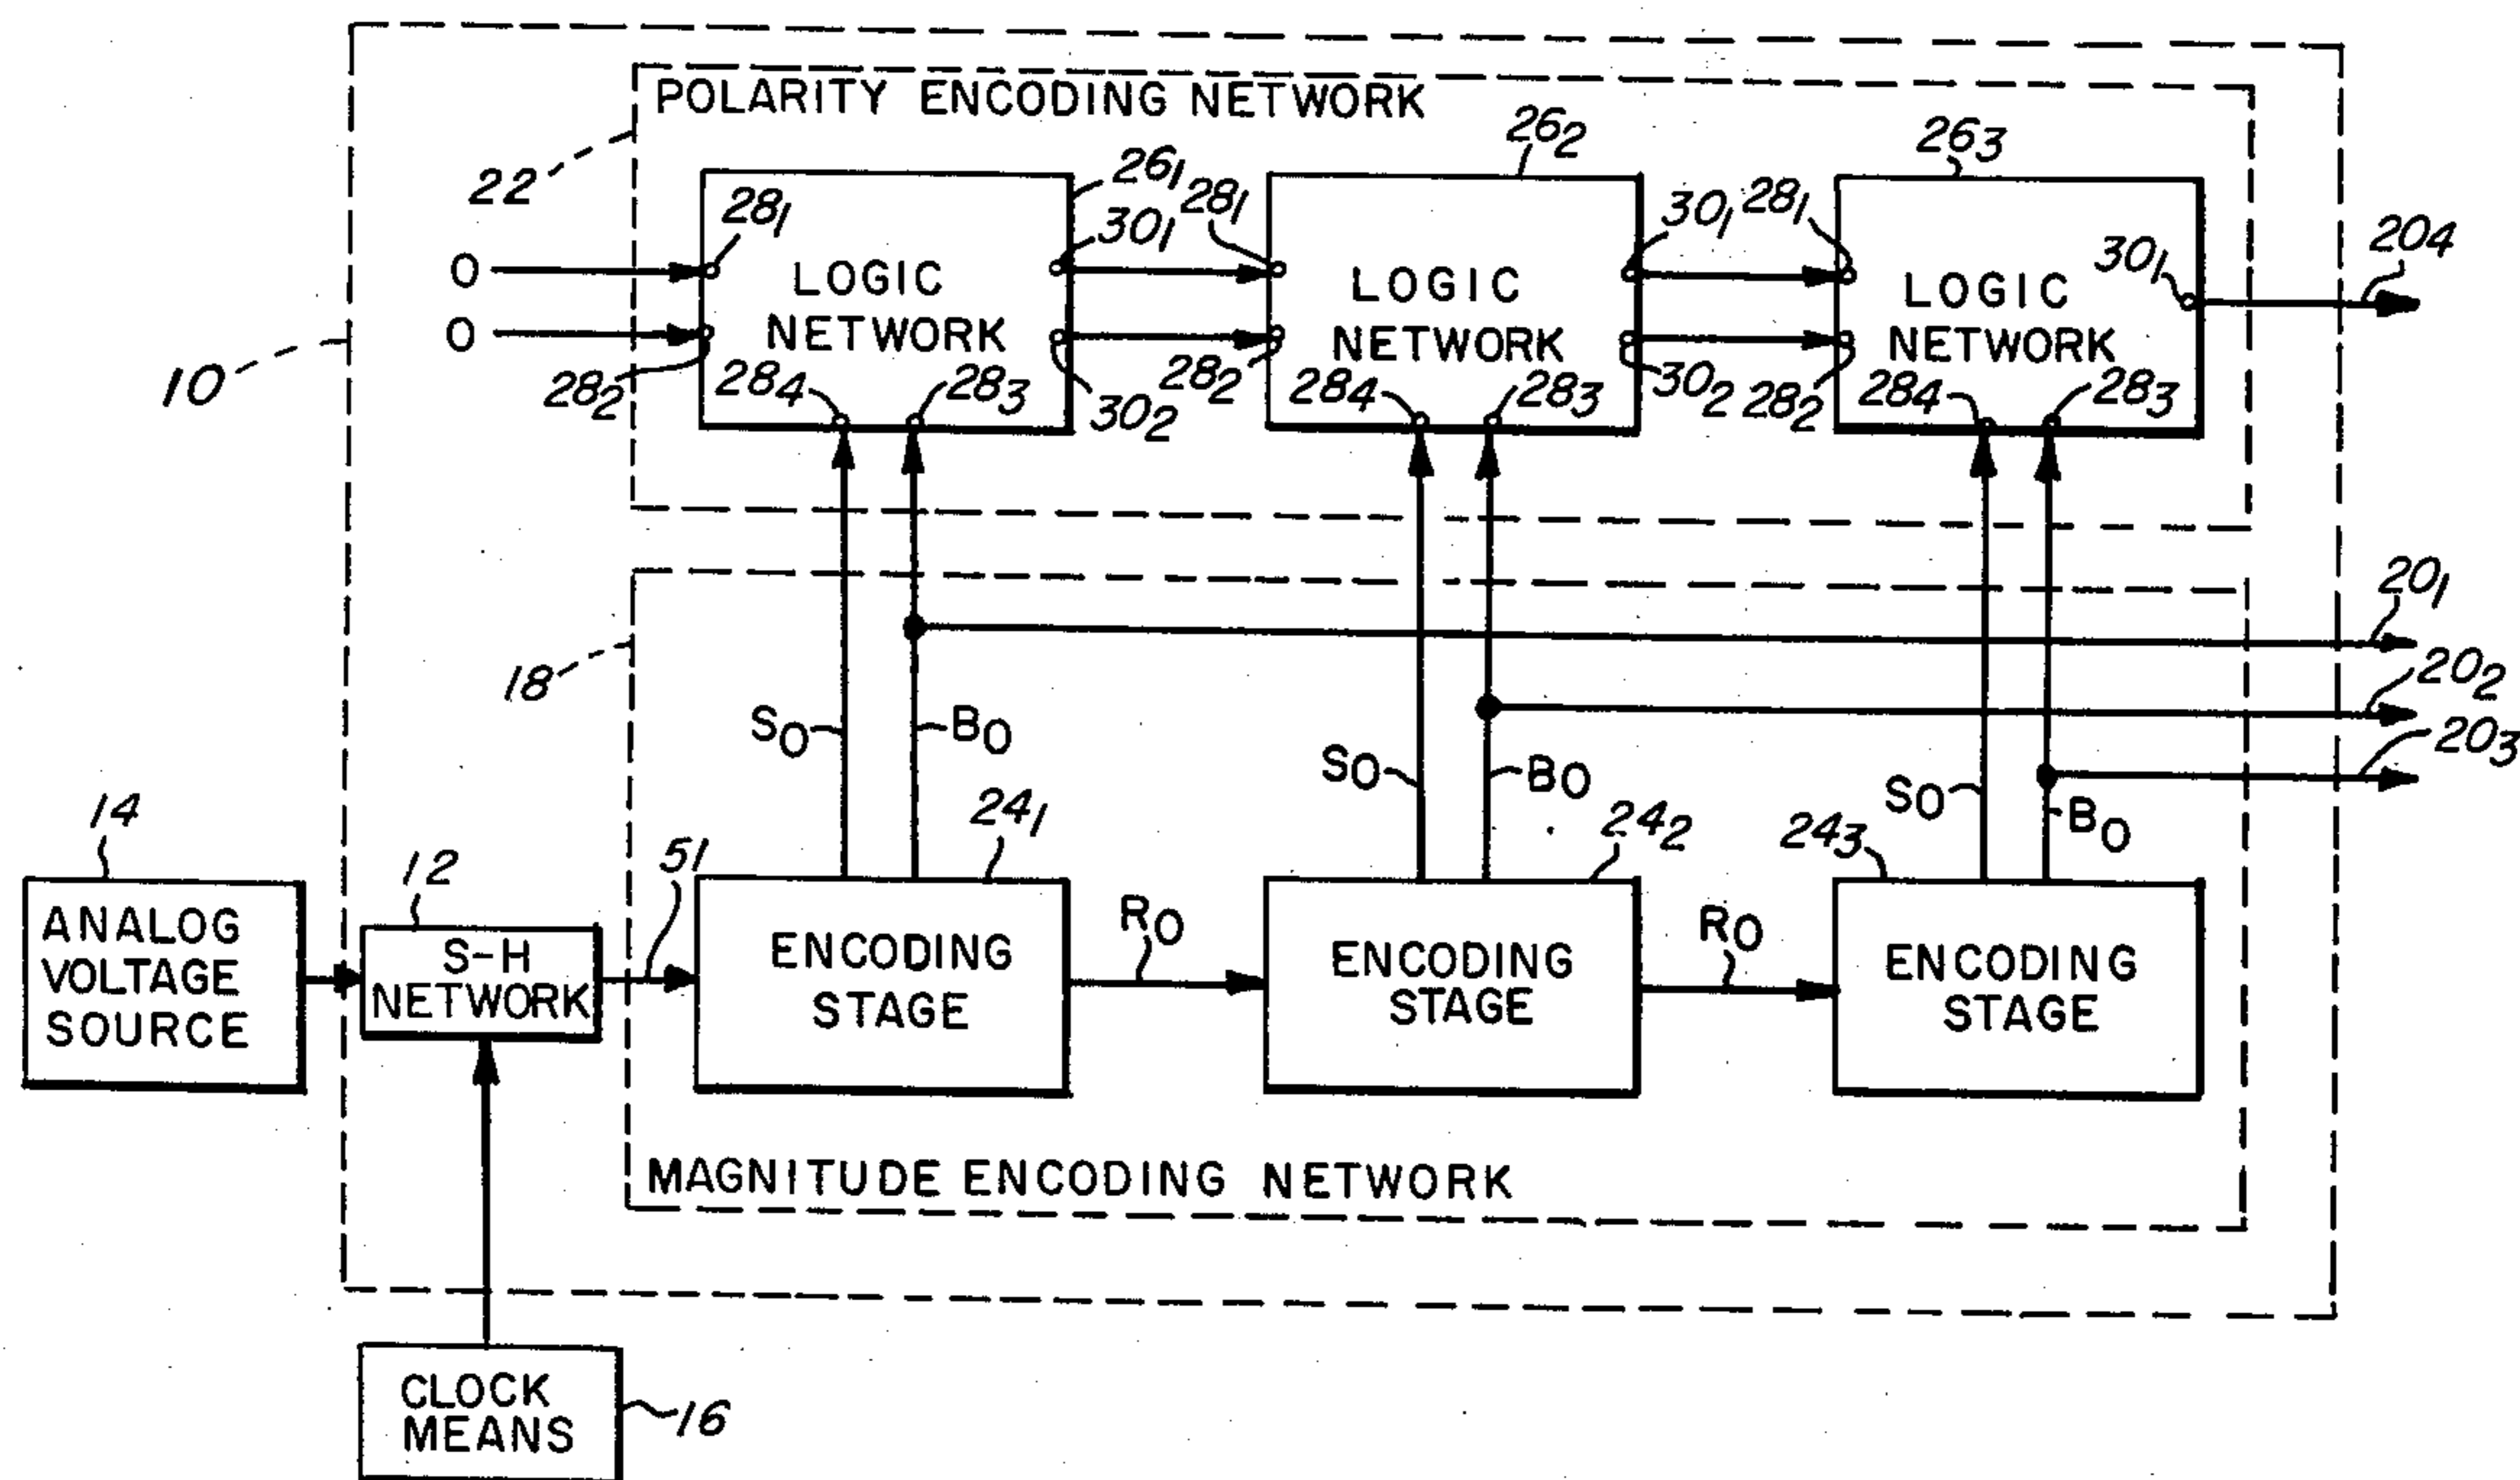 POLARITY ENCODING NETWORK
22
26₁
26₂
26₃
28₁
30₁
28₁
30₁
28₁
30₁
20₄
O
O
LOGIC
NETWORK
LOGIC
NETWORK
LOGIC
NETWORK
10
28₂
28₄
28₃
30₂
28₂
28₄
28₃
30₂
28₂
28₄
28₃
20₁
18
20₂
20₃
S₀
B₀
S₀
B₀
S₀
B₀
14
12
51
24₁
24₂
24₃
ANALOG
VOLTAGE
SOURCE
S-H
NETWORK
ENCODING
STAGE
R₀
ENCODING
STAGE
R₀
ENCODING
STAGE
MAGNITUDE ENCODING NETWORK
CLOCK
MEANS
16